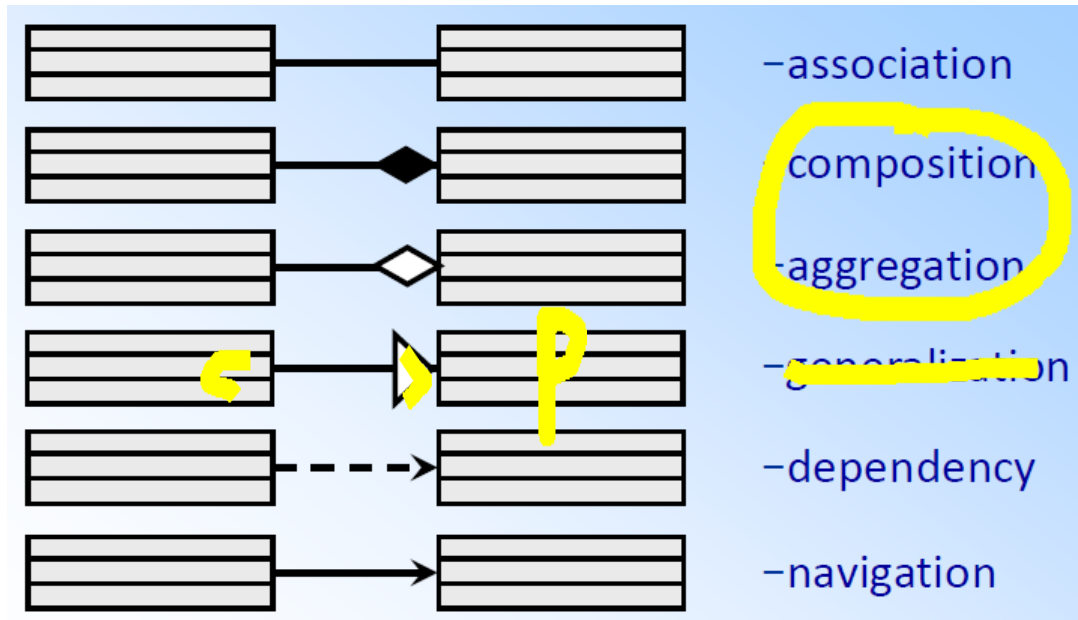 -association
-composition
-aggregation
c P -generalization
-dependency
-navigation